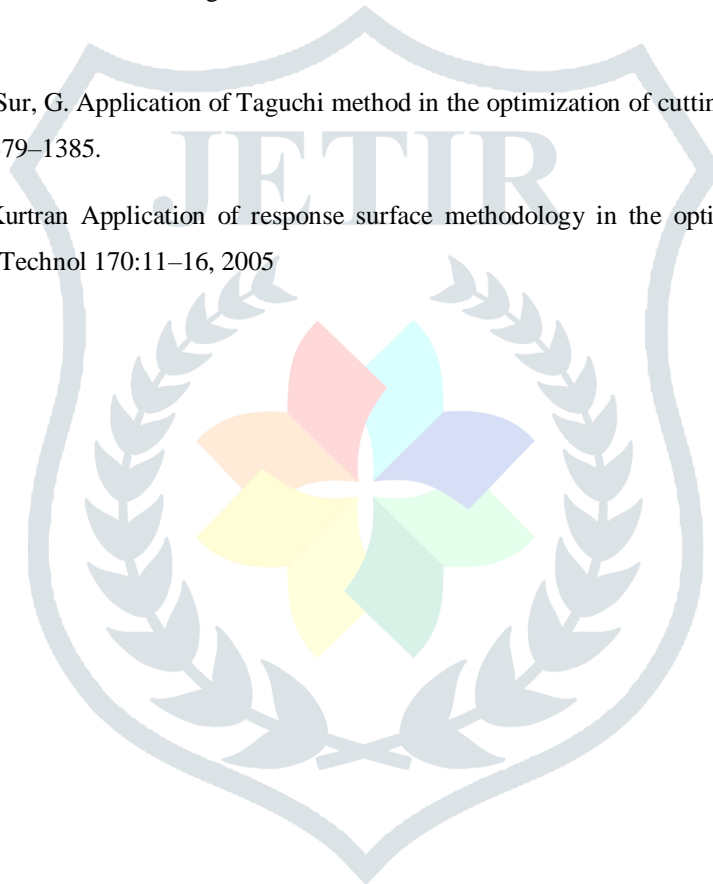 Sur, G. Application of Taguchi method in the optimization of cuttin
79–1385.
Kurtran Application of response surface methodology in the opti
Technol 170:11–16, 2005
JETIR